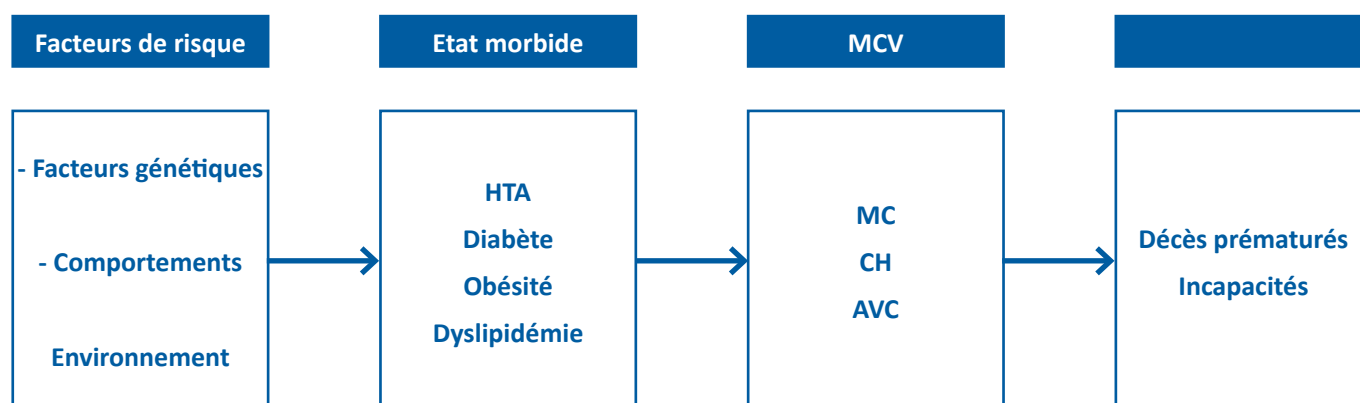 Facteurs de risque
Etat morbide
MCV
- Facteurs génétiques
- Comportements
Environnement
HTA
Diabète
Obésité
Dyslipidémie
MC
CH
AVC
Décès prématurés
Incapacités